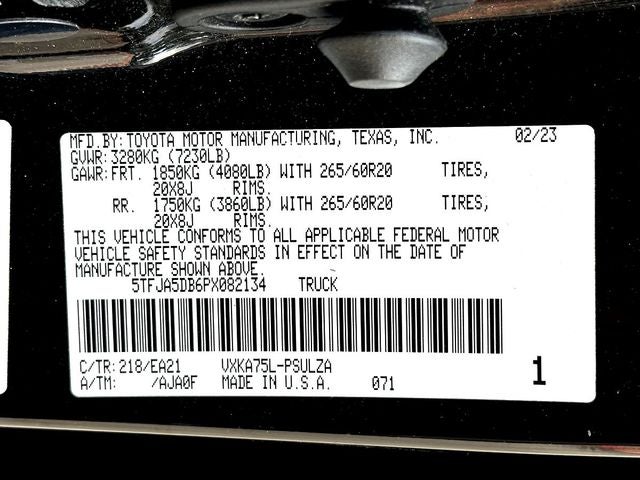 MFD.BY:TOYOTA MOTOR MANUFACTURING, TEXAS, INC. 02/23
GVWR:3280KG (7230LB)
GAWR:FRT. 1850KG (4080LB) WITH 265/60R20 TIRES,
20X8J RIMS.
RR. 1750KG (3860LB) WITH 265/60R20 TIRES,
20X8J RIMS.
THIS VEHICLE CONFORMS TO ALL APPLICABLE FEDERAL MOTOR
VEHICLE SAFETY STANDARDS IN EFFECT ON THE DATE OF
MANUFACTURE SHOWN ABOVE.
5TFJA5DB6PX082134 TRUCK
C/TR:218/EA21 VXKA75L-PSULZA
A/TM: /AJA0F MADE IN U.S.A. 071 1